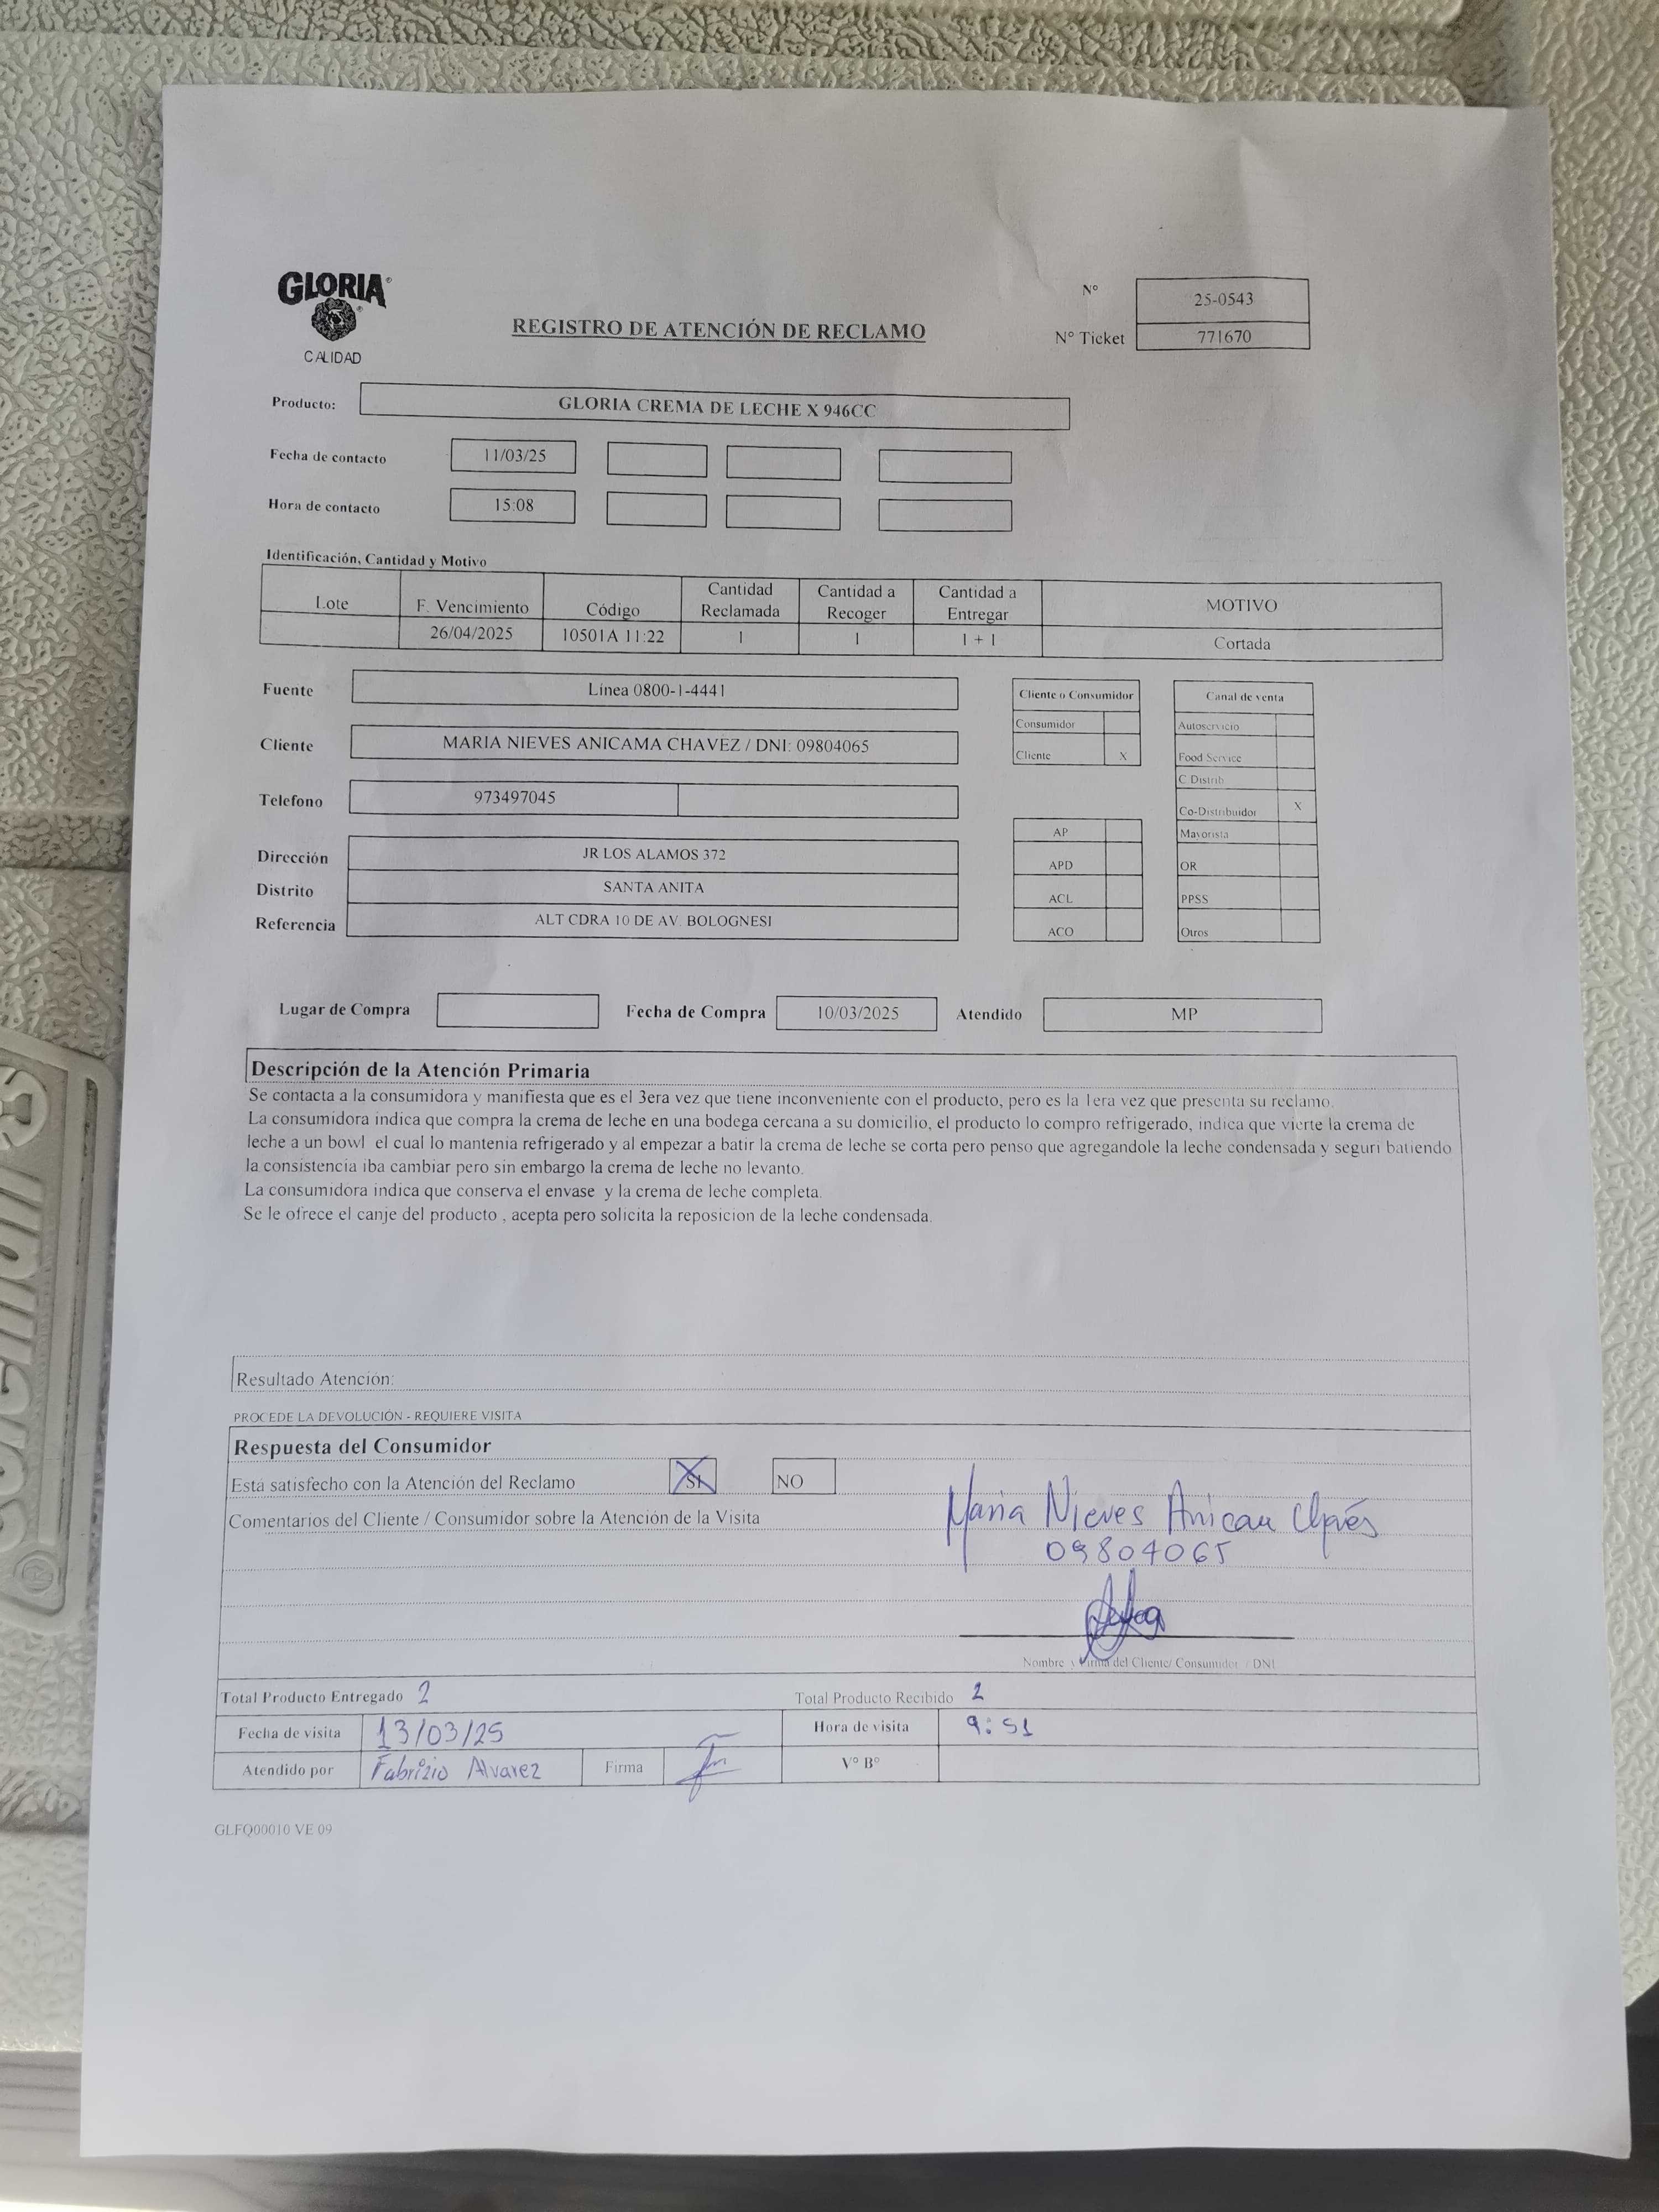 GLORIA®
CALIDAD
REGISTRO DE ATENCIÓN DE RECLAMO
N° 25-0543
N° Ticket 771670
Producto: GLORIA CREMA DE LECHE X 946CC
Fecha de contacto 11/03/25
Hora de contacto 15:08
Identificación, Cantidad y Motivo
Lote F. Vencimiento Código Cantidad Reclamada Cantidad a Recoger Cantidad a Entregar MOTIVO
26/04/2025 10501A 11:22 1 1 1 + 1 Cortada
Fuente Línea 0800-1-4441
Cliente MARIA NIEVES ANICAMA CHAVEZ / DNI: 09804065
Telefono 973497045
Dirección JR LOS ALAMOS 372
Distrito SANTA ANITA
Referencia ALT CDRA 10 DE AV. BOLOGNESI
Cliente o Consumidor
Consumidor
Cliente X
AP
APD
ACL
ACO
Canal de venta
Autoservicio
Food Service
C.Distrib.
Co-Distribuidor X
Mayorista
OR
PPSS
Otros
Lugar de Compra Fecha de Compra 10/03/2025 Atendido MP
Descripción de la Atención Primaria
Se contacta a la consumidora y manifiesta que es el 3era vez que tiene inconveniente con el producto, pero es la 1era vez que presenta su reclamo.
La consumidora indica que compra la crema de leche en una bodega cercana a su domicilio, el producto lo compro refrigerado, indica que vierte la crema de
leche a un bowl el cual lo mantenia refrigerado y al empezar a batir la crema de leche se corta pero penso que agregandole la leche condensada y seguri batiendo
la consistencia iba cambiar pero sin embargo la crema de leche no levanto.
La consumidora indica que conserva el envase y la crema de leche completa.
Se le ofrece el canje del producto , acepta pero solicita la reposicion de la leche condensada.
Resultado Atención:
PROCEDE LA DEVOLUCIÓN - REQUIERE VISITA
Respuesta del Consumidor
Está satisfecho con la Atención del Reclamo SI NO
Comentarios del Cliente / Consumidor sobre la Atención de la Visita
Maria Nieves
09804065
Nombre y Firma del Cliente/ Consumidor / DNI
Total Producto Entregado 2 Total Producto Recibido 2
Fecha de visita 13/03/25 Hora de visita 9:51
Atendido por Fabrizio Alvarez Firma V° B°
GLFQ00010 VE 09